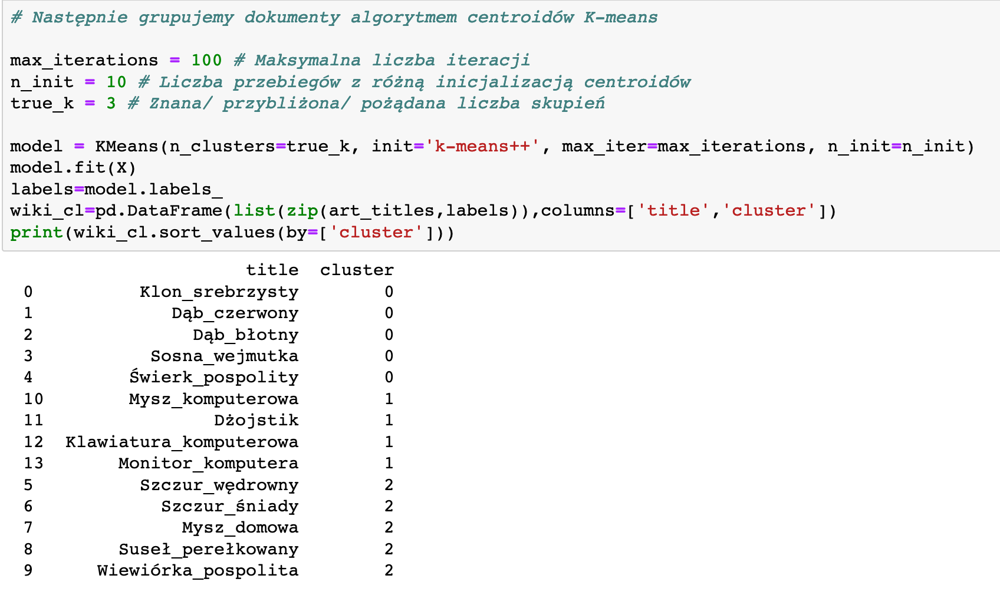 # Następnie grupujemy dokumenty algorytmem centroidów K-means
max_iterations = 100 # Maksymalna liczba iteracji
n_init = 10 # Liczba przebiegów z różną inicjalizacją centroidów
true_k = 3 # Znana/ przybliżona/ pożądana liczba skupień
model = KMeans(n_clusters=true_k, init='k-means++', max_iter=max_iterations, n_init=n_init)
model.fit(X)
labels=model.labels_
wiki_cl=pd.DataFrame(list(zip(art_titles,labels)),columns=['title','cluster'])
print(wiki_cl.sort_values(by=['cluster']))
title cluster
0 Klon_srebrzysty 0
1 Dąb_czerwony 0
2 Dąb_błotny 0
3 Sosna_wejmutka 0
4 Świerk_pospolity 0
10 Mysz_komputerowa 1
11 Dżojstik 1
12 Klawiatura_komputerowa 1
13 Monitor_komputera 1
5 Szczur_wędrowny 2
6 Szczur_śniady 2
7 Mysz_domowa 2
8 Suseł_perełkowany 2
9 Wiewiórka_pospolita 2